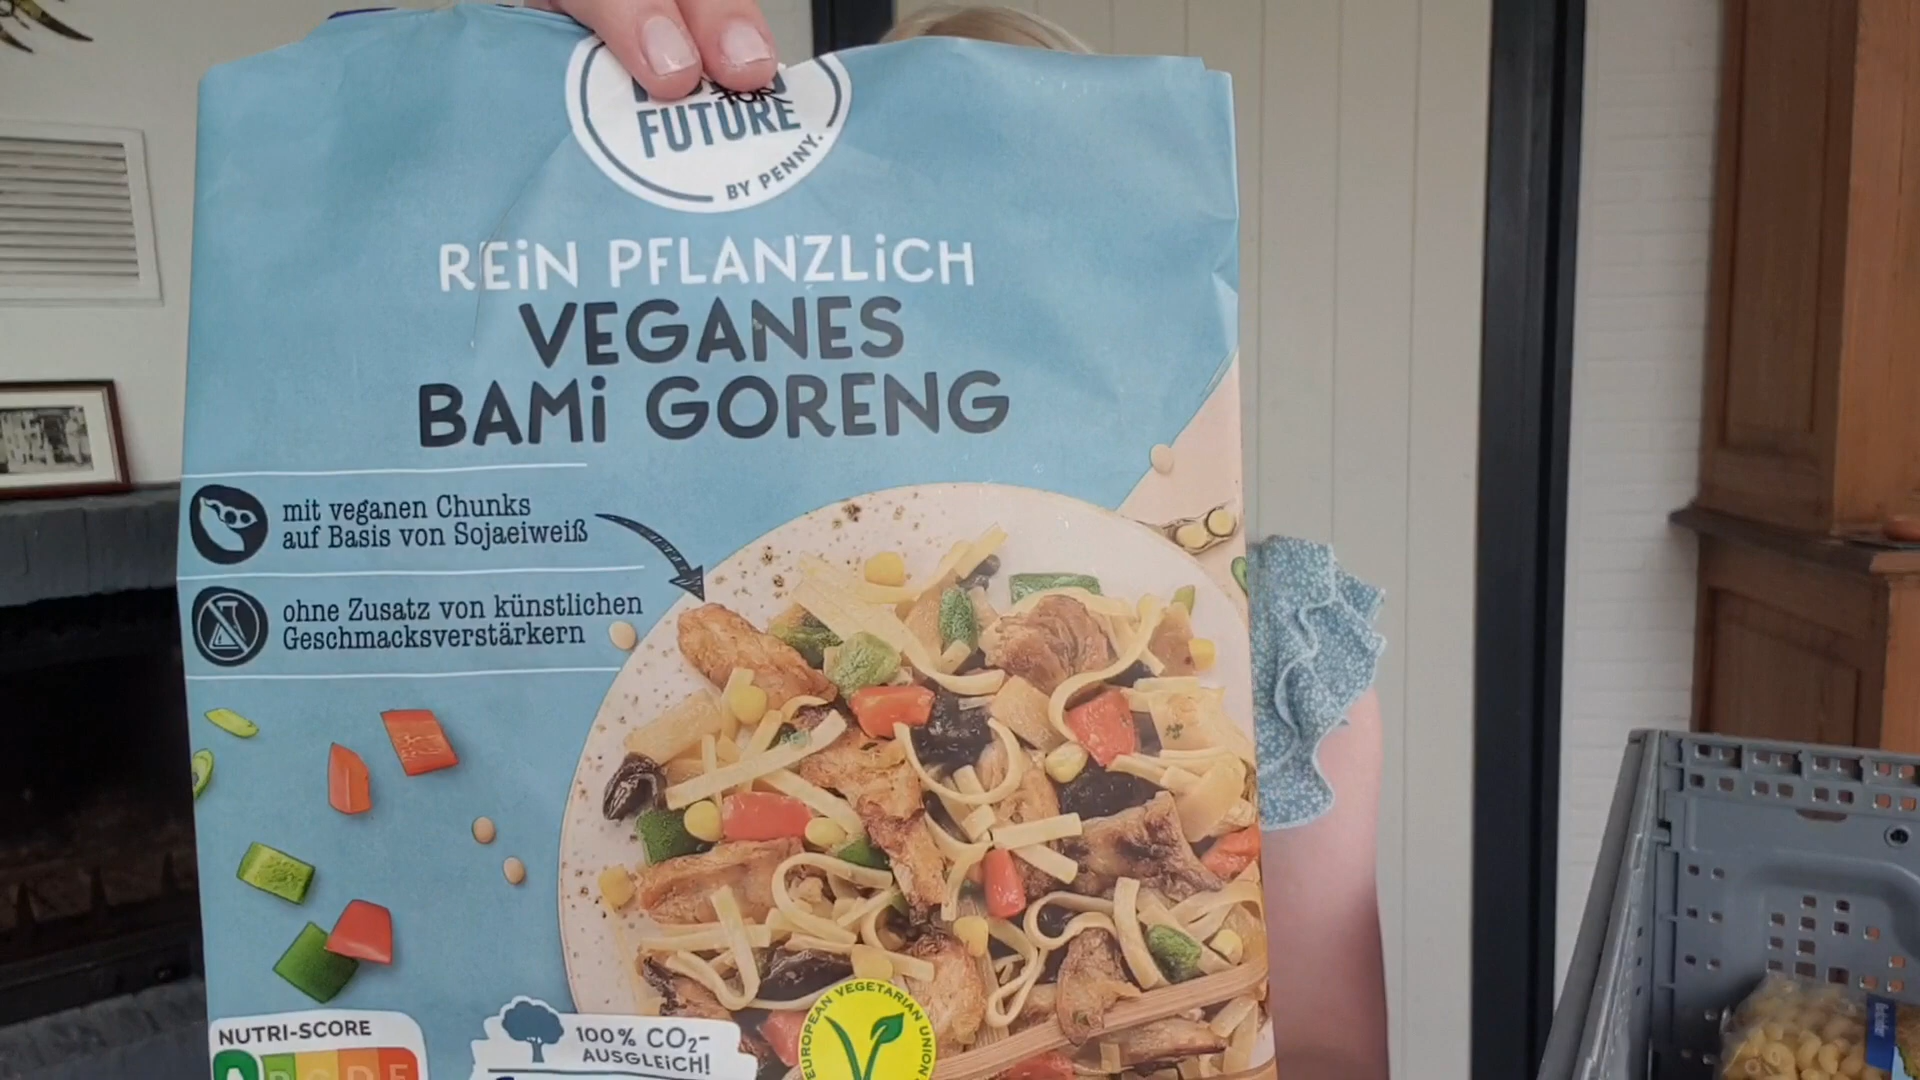 FOR
FUTURE
BY PENNY.
REiN PFLANZLiCH
VEGANES
BAMi GORENG
mit veganen Chunks
auf Basis von Sojaeiweiß
ohne Zusatz von künstlichen
Geschmacksverstärkern
NUTRI-SCORE
A B C D E
100% CO₂-
AUSGLEiCH!
EUROPEAN VEGETARIAN UNION